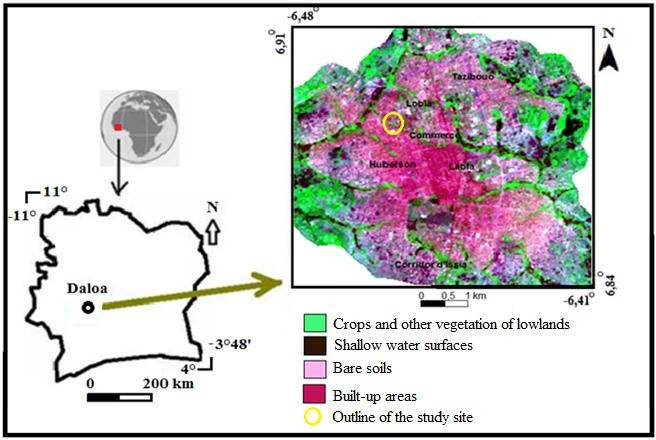 -6,48°
6,91°
N
Tazibouo
Lobia
Commerce
Huberson
Labia
Corridor d'Issia
6,84°
-6,41°
0 0.5 1 km
11°
-11°
N
Daloa
-3°48'
4°
0 200 km
Crops and other vegetation of lowlands
Shallow water surfaces
Bare soils
Built-up areas
Outline of the study site